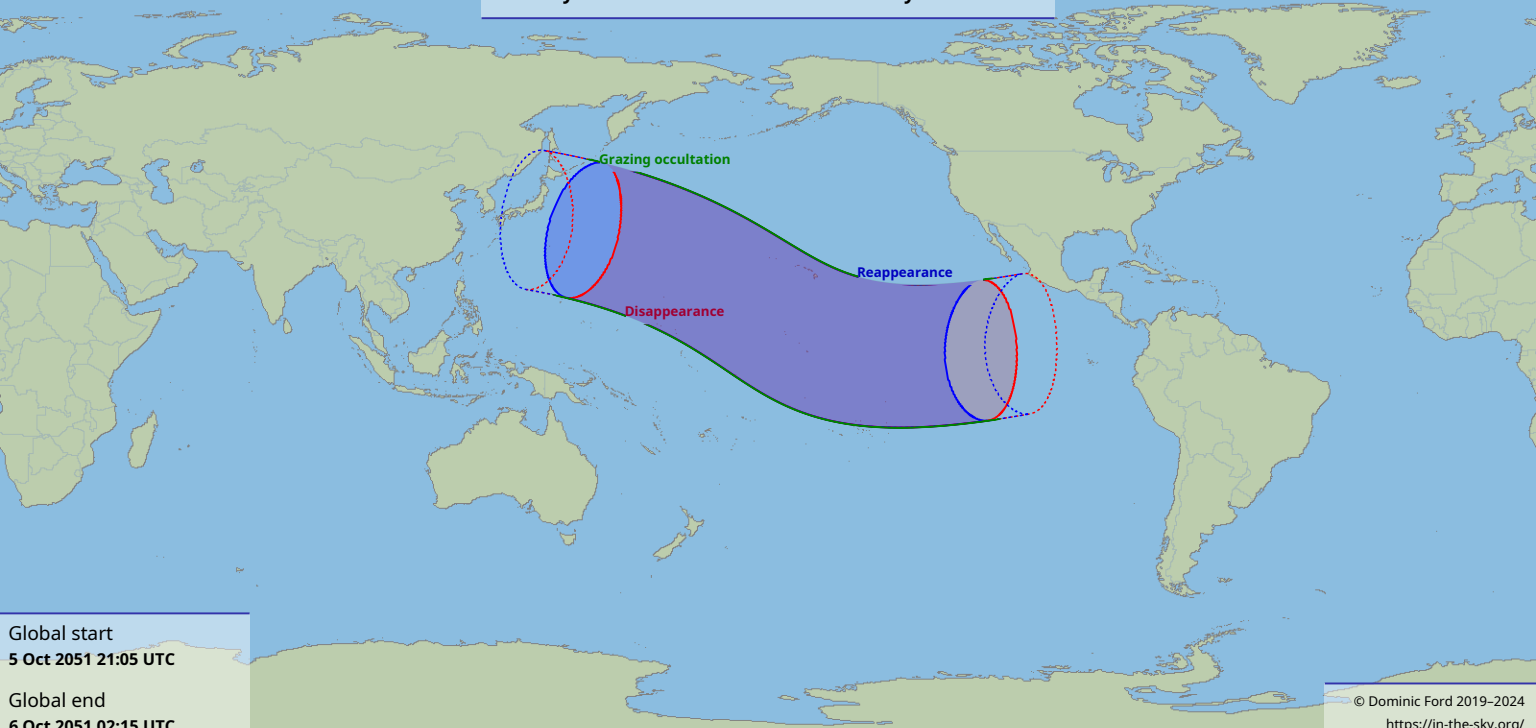 Grazing occultation
Reappearance
Disappearance
Global start
5 Oct 2051 21:05 UTC
Global end
6 Oct 2051 02:15 UTC
© Dominic Ford 2019–2024
https://in-the-sky.org/